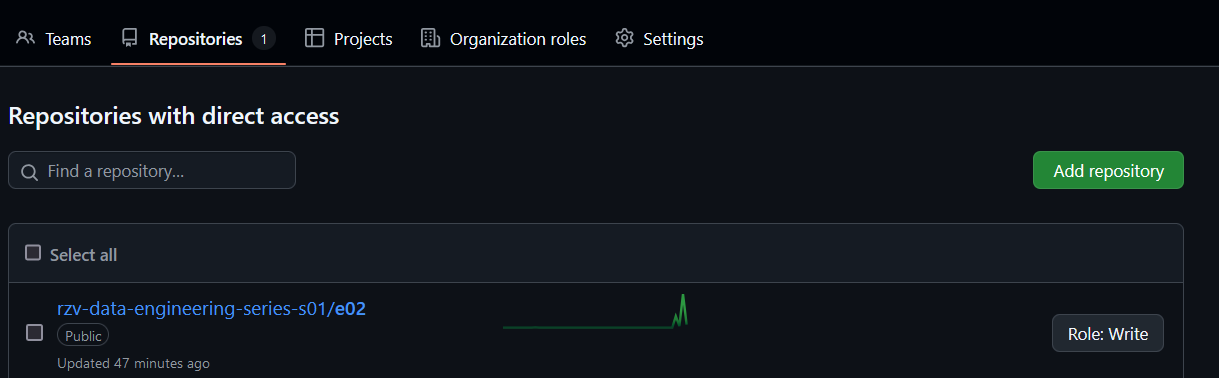 Teams Repositories 1 Projects Organization roles Settings
Repositories with direct access
Find a repository...
Add repository
Select all
rzv-data-engineering-series-s01/e02
Public
Role: Write
Updated 47 minutes ago